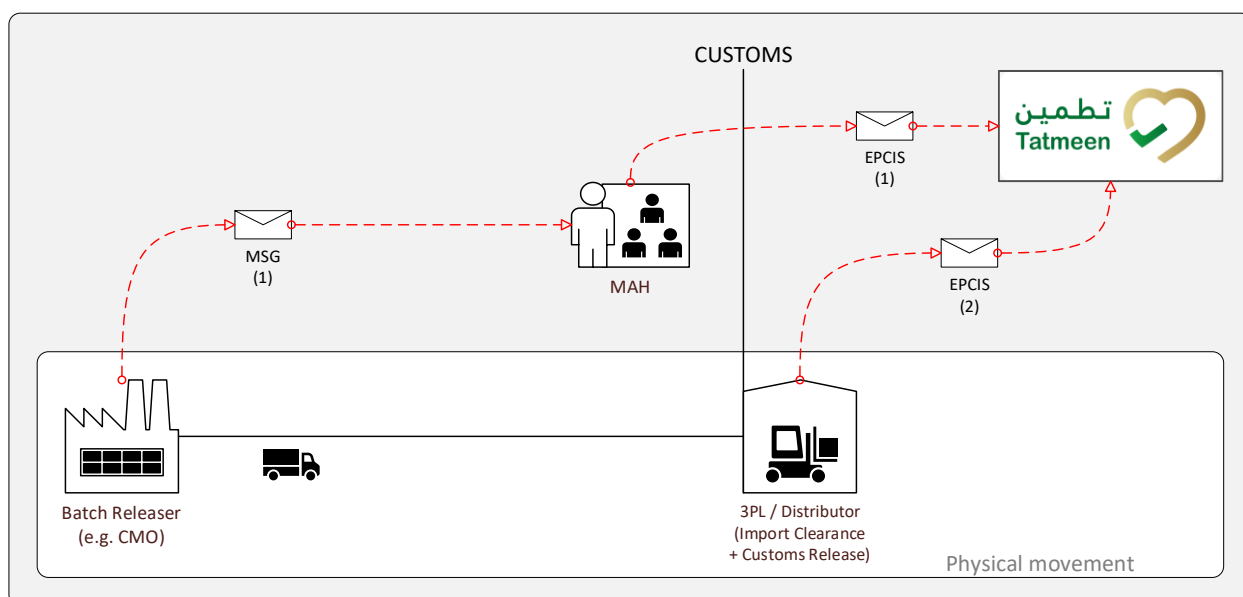 CUSTOMS
تطمين
Tatmeen
EPCIS
(1)
MSG
(1)
MAH
EPCIS
(2)
Batch Releaser
(e.g. CMO)
3PL / Distributor
(Import Clearance
+ Customs Release)
Physical movement